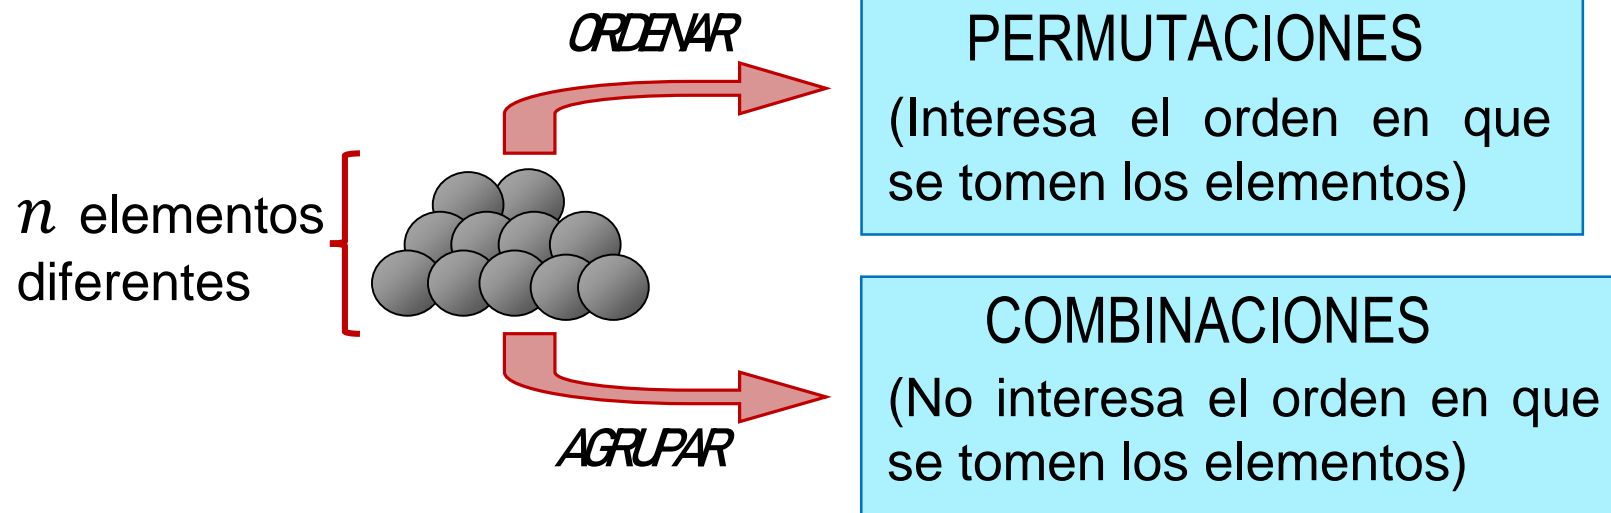 ORDENAR
PERMUTACIONES
(Interesa el orden en que
se tomen los elementos)
n elementos
diferentes
COMBINACIONES
(No interesa el orden en que
se tomen los elementos)
AGRUPAR